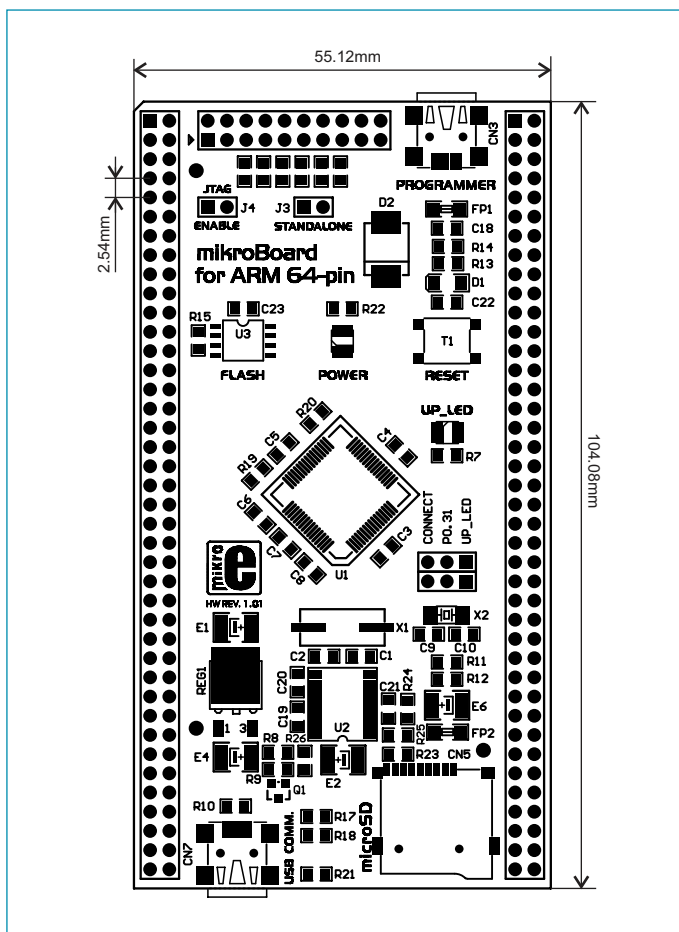 55.12mm
CN3
PROGRAMMER
JTAG
J4
ENABLE
J3
STANDALONE
D2
FP1
C18
R14
R13
D1
C22
2.54mm
mikroBoard
for ARM 64-pin
R15
C23
U3
FLASH
R22
POWER
T1
RESET
UP_LED
R7
R20
C5
R19
C4
C6
C7
C8
C3
U1
104.08mm
CONNECT
P0.31
UP_LED
mikro
e
HW REV. 1.01
E1
X1
X2
C9
C10
C2
C1
REG1
R11
R12
C20
C19
C21
R24
E6
U2
1 3
R25
FP2
E4
R8
R26
R9
E2
R23
CN5
Q1
R10
R17
R18
R21
CN7
USB COMM.
microSD